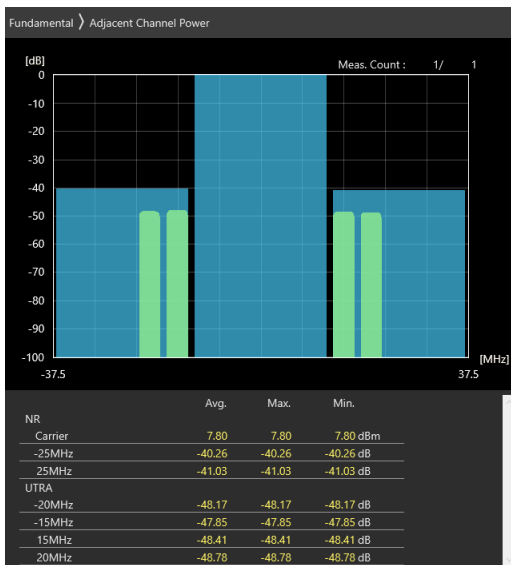 Fundamental 〉 Adjacent Channel Power
[dB]
Meas. Count : 1/ 1
0
-10
-20
-30
-40
-50
-60
-70
-80
-90
-100
[MHz]
-37.5 37.5
Avg. Max. Min.
NR
Carrier 7.80 7.80 7.80 dBm
-25MHz -40.26 -40.26 -40.26 dB
25MHz -41.03 -41.03 -41.03 dB
UTRA
-20MHz -48.17 -48.17 -48.17 dB
-15MHz -47.85 -47.85 -47.85 dB
15MHz -48.41 -48.41 -48.41 dB
20MHz -48.78 -48.78 -48.78 dB